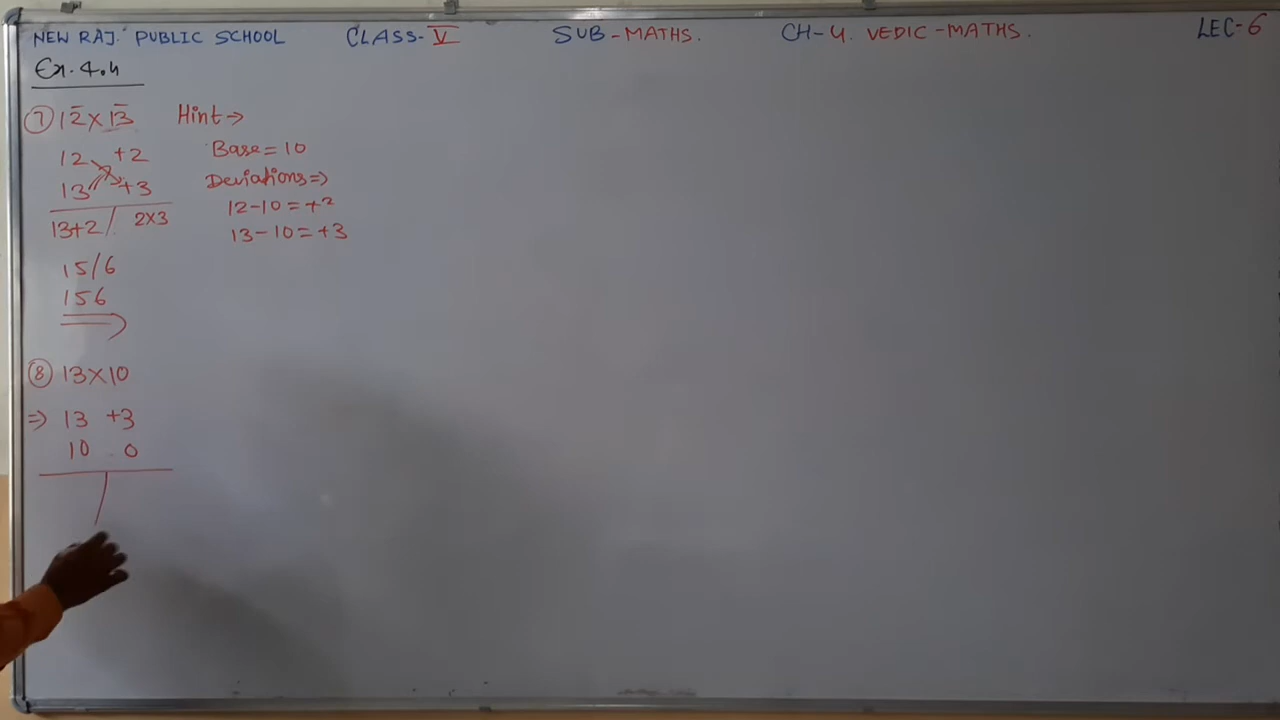 NEW RAJ. PUBLIC SCHOOL CLASS-V SUB-MATHS. CH-4. VEDIC-MATHS. LEC-6
Ex. 4.4
7 12 × 13 Hint →
12 +2 Base = 10
13 +3 Deviations ⇒
13+2 / 2×3 12-10 = +2
13-10 = +3
15/6
156
8 13×10
⇒ 13 +3
10 0